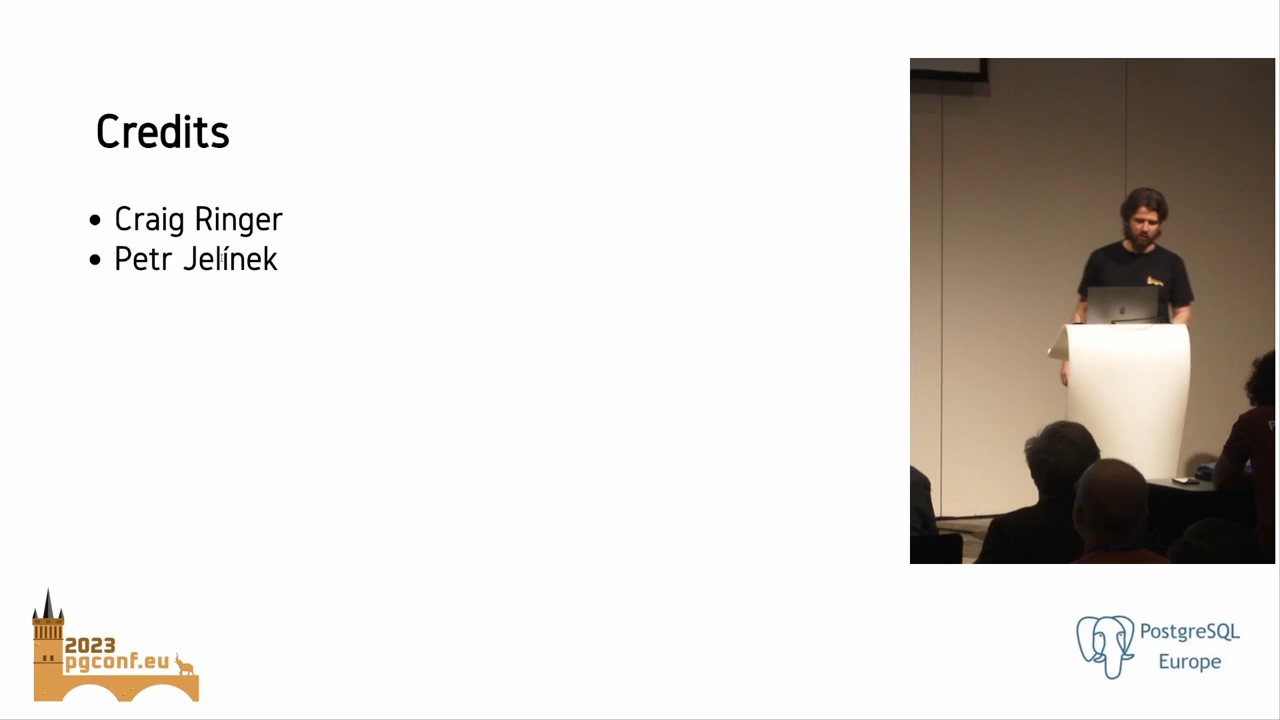 Credits
• Craig Ringer
• Petr Jelínek
2023
pgconf.eu
PostgreSQL
Europe